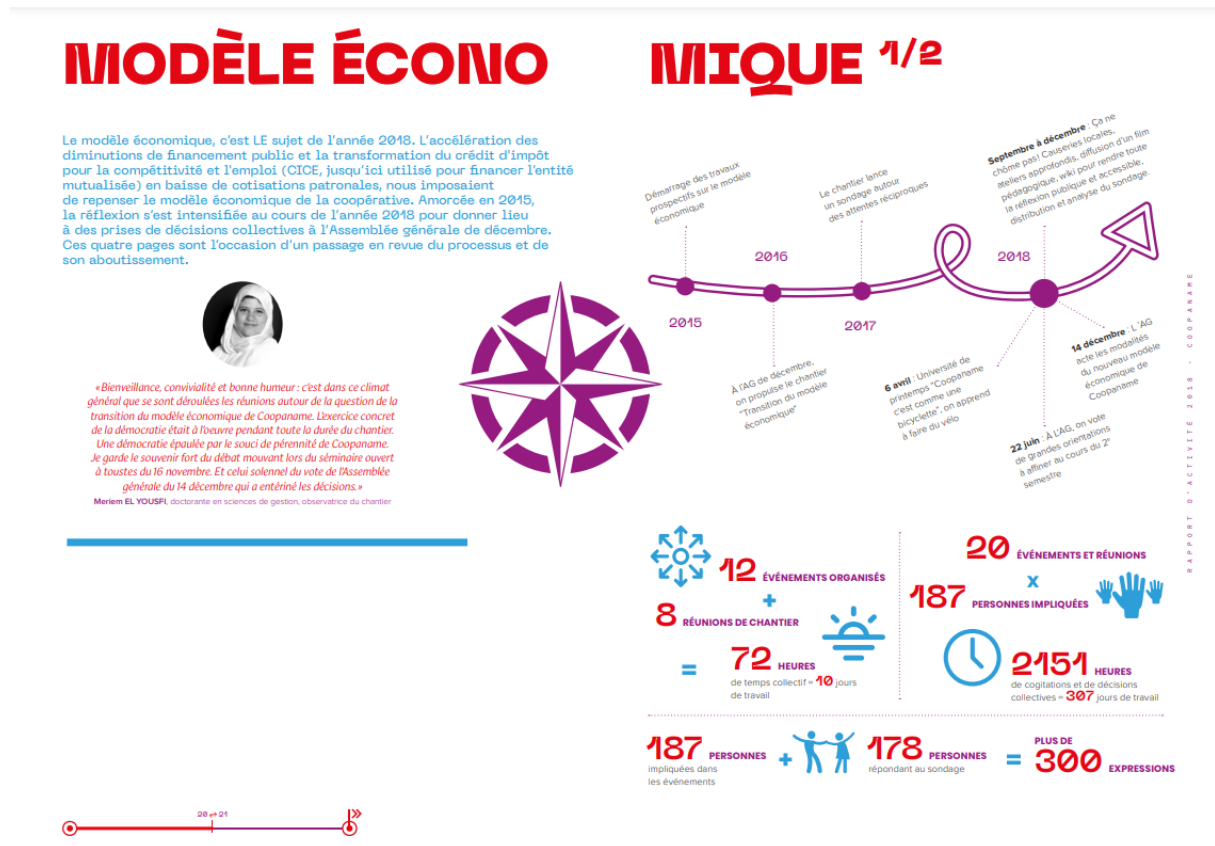 MODÈLE ÉCONO
MIQUE 1/2
Le modèle économique, c'est LE sujet de l'année 2018. L'accélération des
diminutions de financement public et la transformation du crédit d'impôt
pour la compétitivité et l'emploi (CICE, jusqu'ici utilisé pour financer l'entité
mutualisée) en baisse de cotisations patronales, nous imposaient
de repenser le modèle économique de la coopérative. Amorcée en 2015,
la réflexion s'est intensifiée au cours de l'année 2018 pour donner lieu
à des prises de décisions collectives à l'Assemblée générale de décembre.
Ces quatre pages sont l'occasion d'un passage en revue du processus et de
son aboutissement.
«Bienveillance, convivialité et bonne humeur : c'est dans ce climat
général que se sont déroulées les réunions autour de la question de la
transition du modèle économique de Coopaname. L'exercice concret
de la démocratie était à l'oeuvre pendant toute la durée du chantier.
Une démocratie épaulée par le souci de pérennité de Coopaname.
Je garde le souvenir fort du débat mouvant lors du séminaire ouvert
à toustes du 16 novembre. Et celui solennel du vote de l'Assemblée
générale du 14 décembre qui a entériné les décisions.»
Meriem EL YOUSFI, doctorante en sciences de gestion, observatrice du chantier
20 21
Démarrage des travaux
prospectifs sur le modèle
économique
2015
2016
À l'AG de décembre,
on propulse le chantier
"Transition du modèle
économique"
Le chantier lance
un sondage autour
des attentes réciproques
2017
Septembre à décembre : Ça ne
chôme pas! Causeries locales,
ateliers approfondis, diffusion d'un film
pédagogique, wiki pour rendre toute
la réflexion publique et accessible,
distribution et analyse du sondage.
2018
6 avril : Université de
printemps "Coopaname
c'est comme une
bicyclette", on apprend
à faire du vélo
22 juin : À l'AG, on vote
de grandes orientations
à affiner au cours du 2e
semestre
14 décembre : L 'AG
acte les modalités
du nouveau modèle
économique de
Coopaname
RAPPORT D'ACTIVITÉ 2018 - COOPANAME
12 ÉVÉNEMENTS ORGANISÉS
+
8 RÉUNIONS DE CHANTIER
= 72 HEURES
de temps collectif = 10 jours
de travail
20 ÉVÉNEMENTS ET RÉUNIONS
x
187 PERSONNES IMPLIQUÉES
2151 HEURES
de cogitations et de décisions
collectives = 307 jours de travail
187 PERSONNES
impliquées dans
les événements
+
178 PERSONNES
répondant au sondage
=
PLUS DE
300 EXPRESSIONS